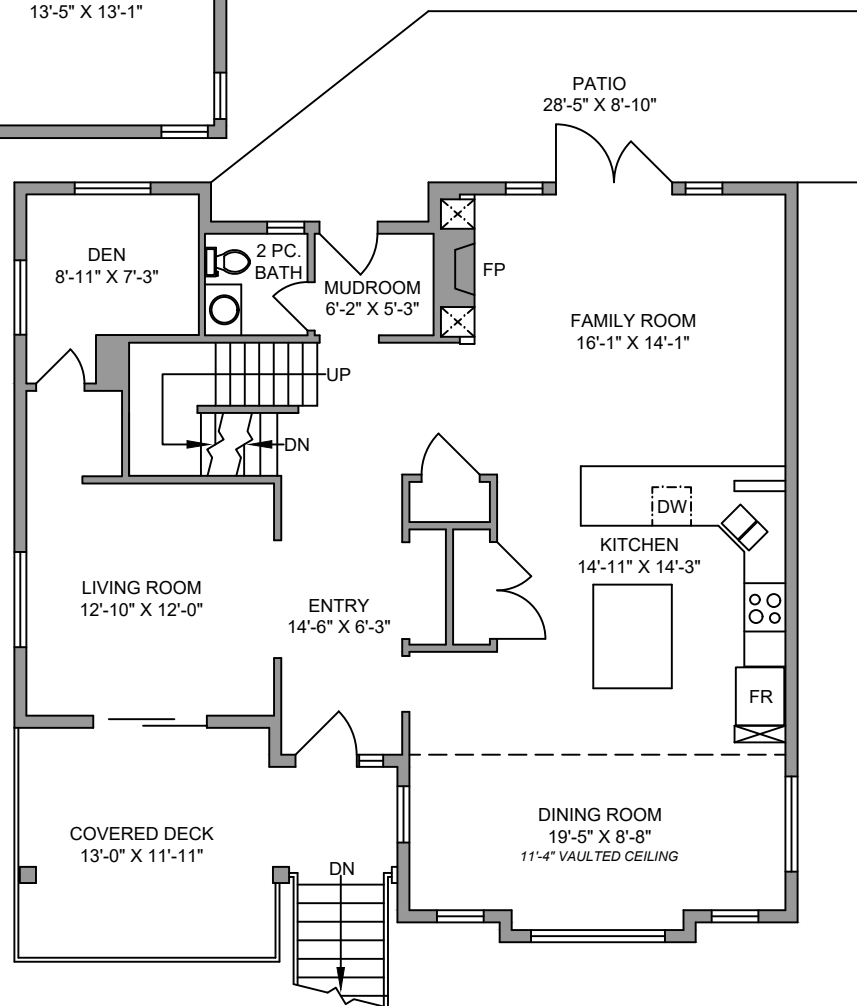 13'-5" X 13'-1"
PATIO
28'-5" X 8'-10"
DEN
8'-11" X 7'-3"
2 PC.
BATH
MUDROOM
6'-2" X 5'-3"
FP
FAMILY ROOM
16'-1" X 14'-1"
UP
DN
DW
KITCHEN
14'-11" X 14'-3"
LIVING ROOM
12'-10" X 12'-0"
ENTRY
14'-6" X 6'-3"
FR
DINING ROOM
19'-5" X 8'-8"
11'-4" VAULTED CEILING
COVERED DECK
13'-0" X 11'-11"
DN